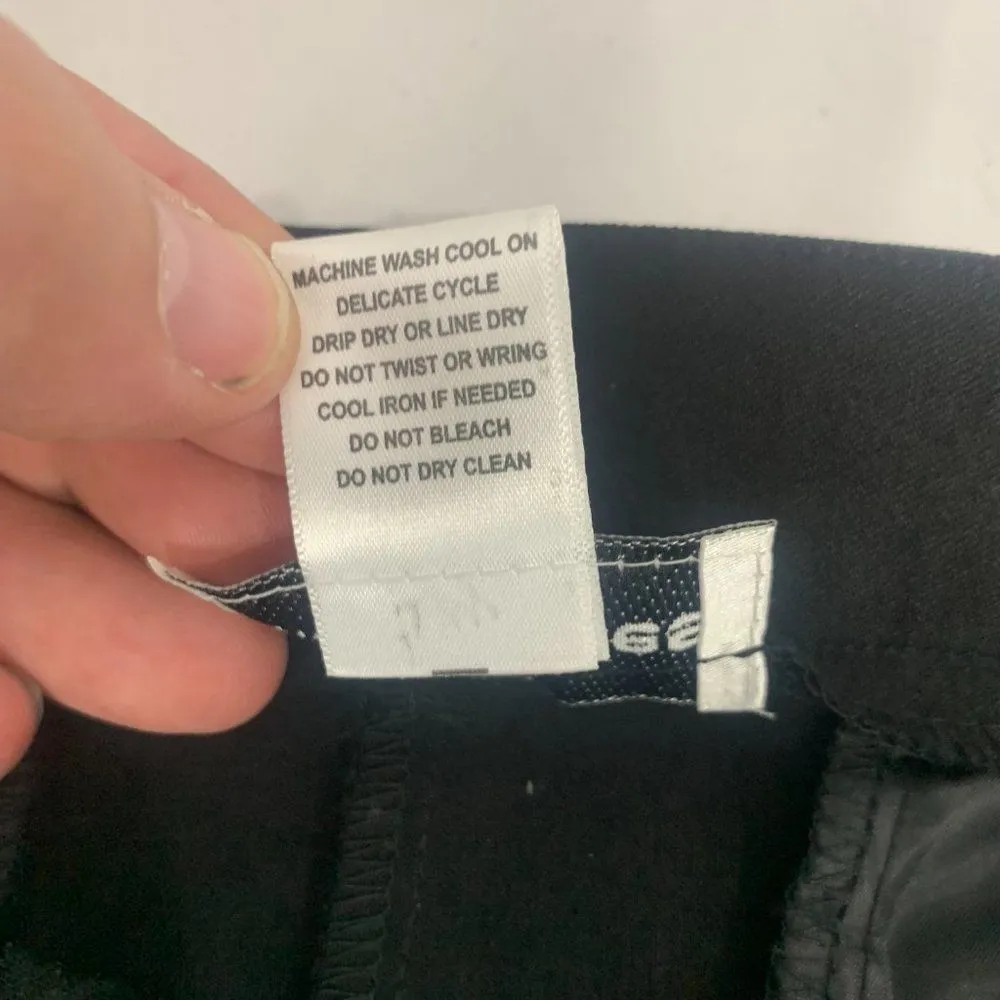 MACHINE WASH COOL ON
DELICATE CYCLE
DRIP DRY OR LINE DRY
DO NOT TWIST OR WRING
COOL IRON IF NEEDED
DO NOT BLEACH
DO NOT DRY CLEAN